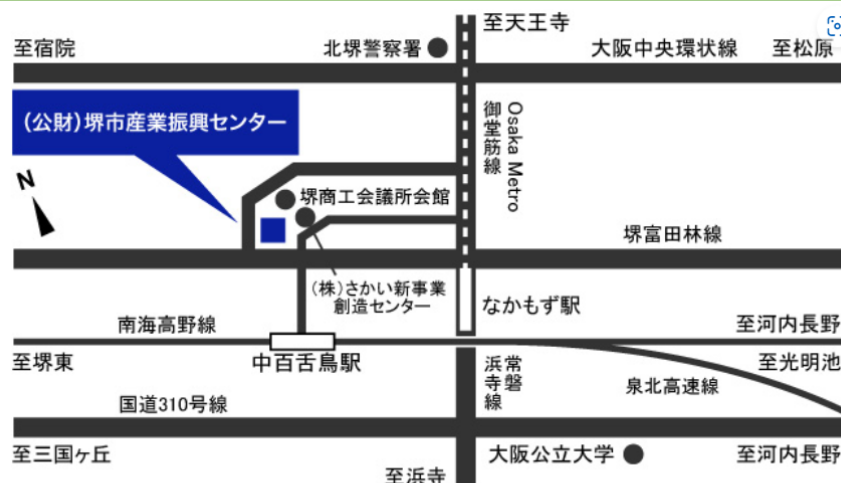 至天王寺
至宿院
北堺警察署
大阪中央環状線
至松原
(公財)堺市産業振興センター
Osaka Metro
御堂筋線
N
堺商工会議所会館
堺富田林線
(株)さかい新事業
創造センター
なかもず駅
南海高野線
至河内長野
至堺東
中百舌鳥駅
常磐
浜寺線
至光明池
泉北高速線
国道310号線
至三国ヶ丘
大阪公立大学
至河内長野
至浜寺